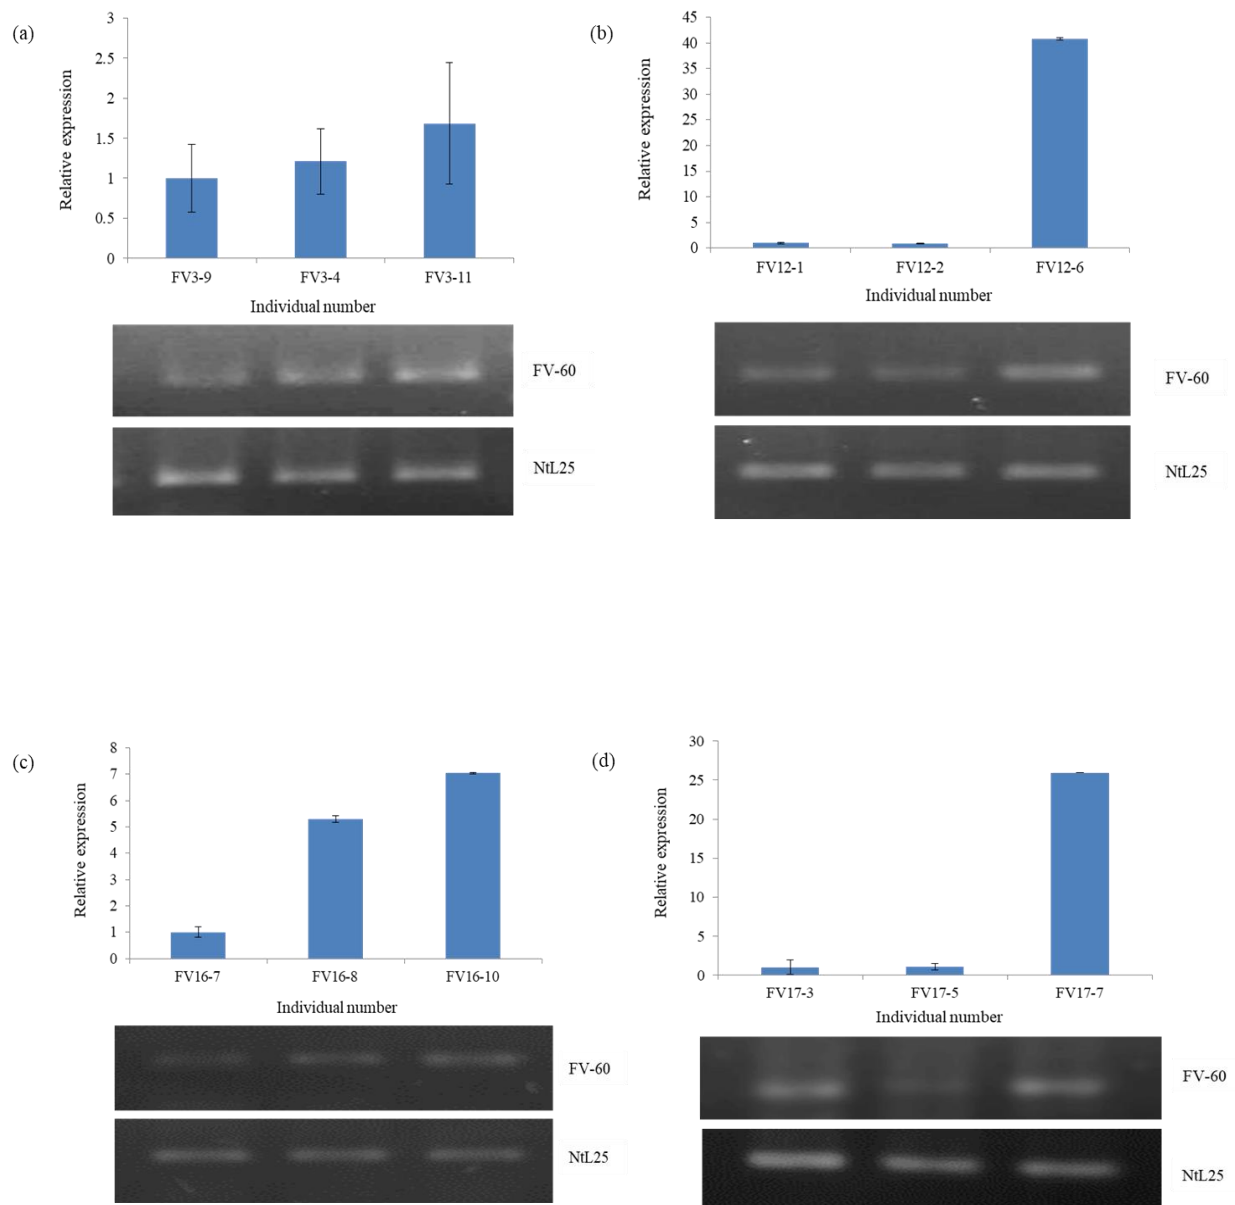 (a)
3
2.5
2
1.5
1
0.5
0
Relative expression
FV3-9 FV3-4 FV3-11
Individual number
FV-60
NtL25
(b)
45
40
35
30
25
20
15
10
5
0
Relative expression
FV12-1 FV12-2 FV12-6
Individual number
FV-60
NtL25
(c)
8
7
6
5
4
3
2
1
0
Relative expression
FV16-7 FV16-8 FV16-10
Individual number
FV-60
NtL25
(d)
30
25
20
15
10
5
0
Relative expression
FV17-3 FV17-5 FV17-7
Individual number
FV-60
NtL25